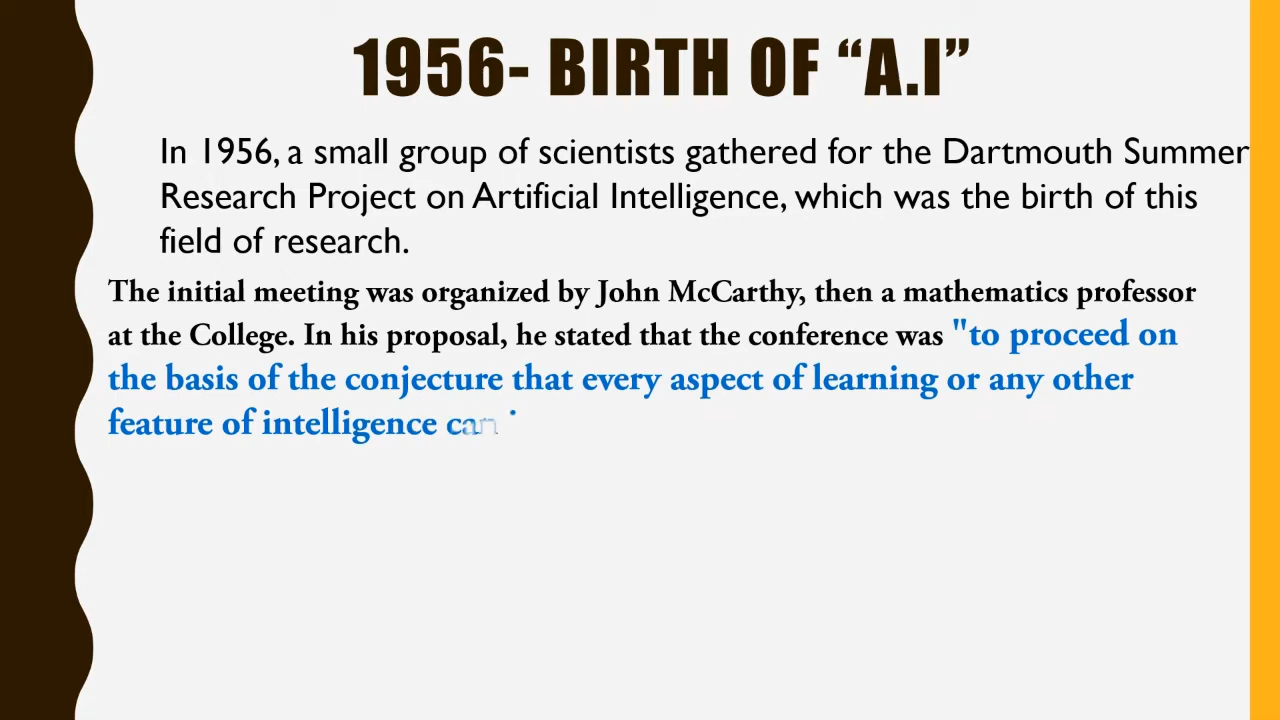 1956- BIRTH OF “A.I”
In 1956, a small group of scientists gathered for the Dartmouth Summer
Research Project on Artificial Intelligence, which was the birth of this
field of research.
The initial meeting was organized by John McCarthy, then a mathematics professor
at the College. In his proposal, he stated that the conference was "to proceed on
the basis of the conjecture that every aspect of learning or any other
feature of intelligence can